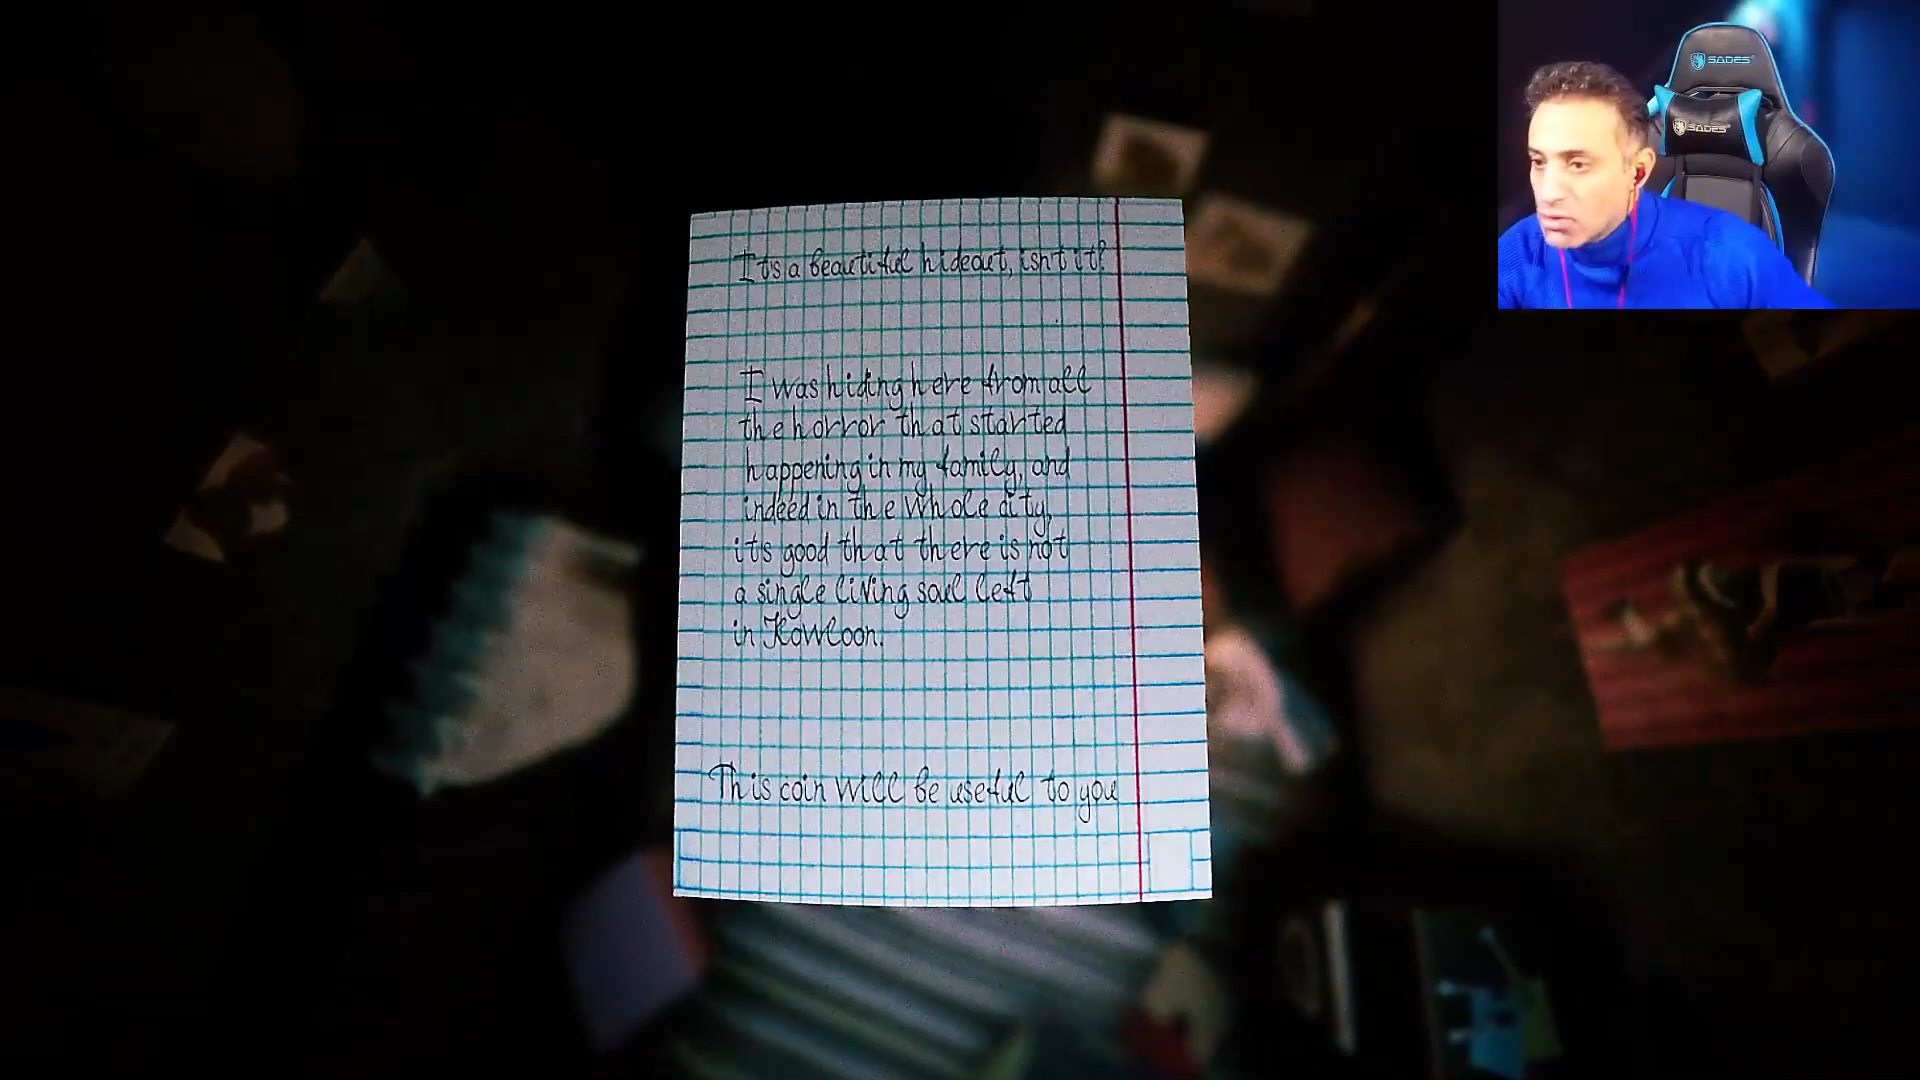 SADES
SADES
It's a beautiful hideout, isn't it?
I was hiding here from all
the horror that started
happening in my family, and
indeed in the whole city,
it's good that there is not
a single living soul left
in Kowloon.
This coin will be useful to you